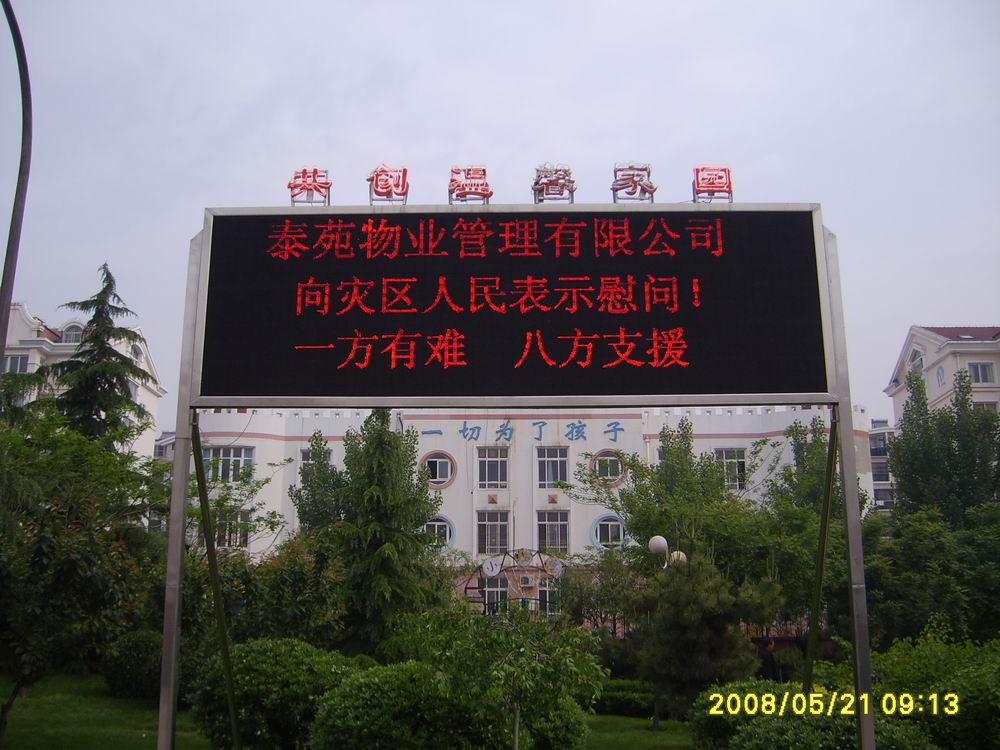 共创温馨家园
泰苑物业管理有限公司
向灾区人民表示慰问！
一方有难 八方支援
一切为了孩子
2008/05/21 09:13